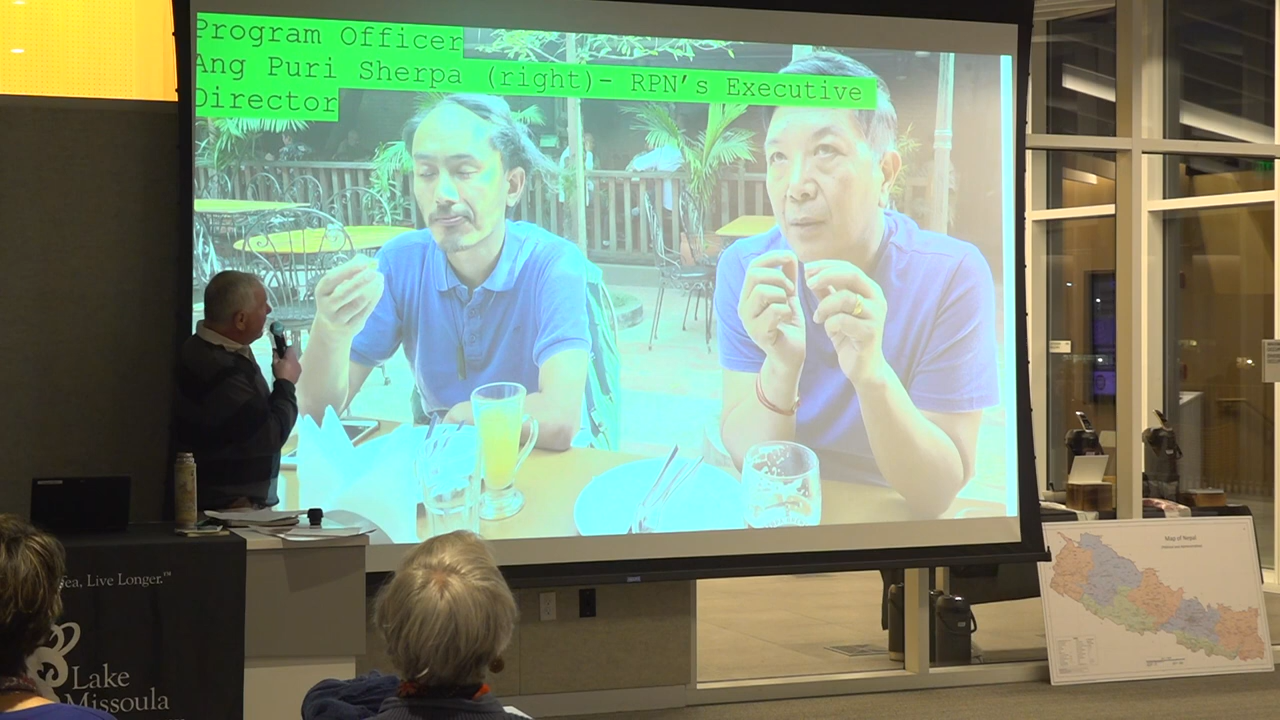 Program Officer
Ang Puri Sherpa (right)- RPN's Executive
Director
Sea, Live Longer.™
Lake
Missoula
Map of Nepal